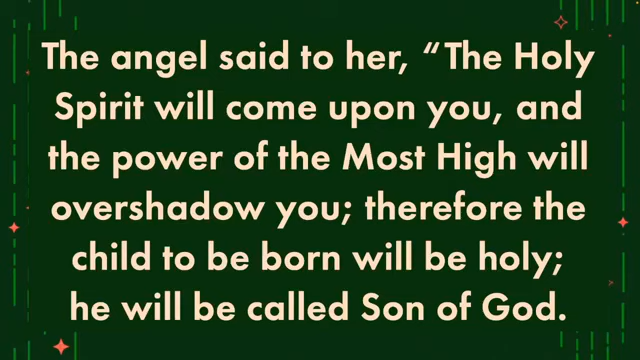 The angel said to her, “The Holy
Spirit will come upon you, and
the power of the Most High will
overshadow you; therefore the
child to be born will be holy;
he will be called Son of God.